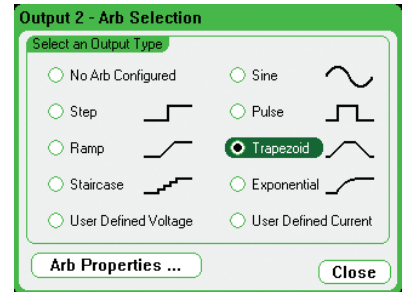 Output 2 - Arb Selection
Select an Output Type
No Arb Configured
Sine
Step
Pulse
Ramp
Trapezoid
Staircase
Exponential
User Defined Voltage
User Defined Current
Arb Properties ...
Close